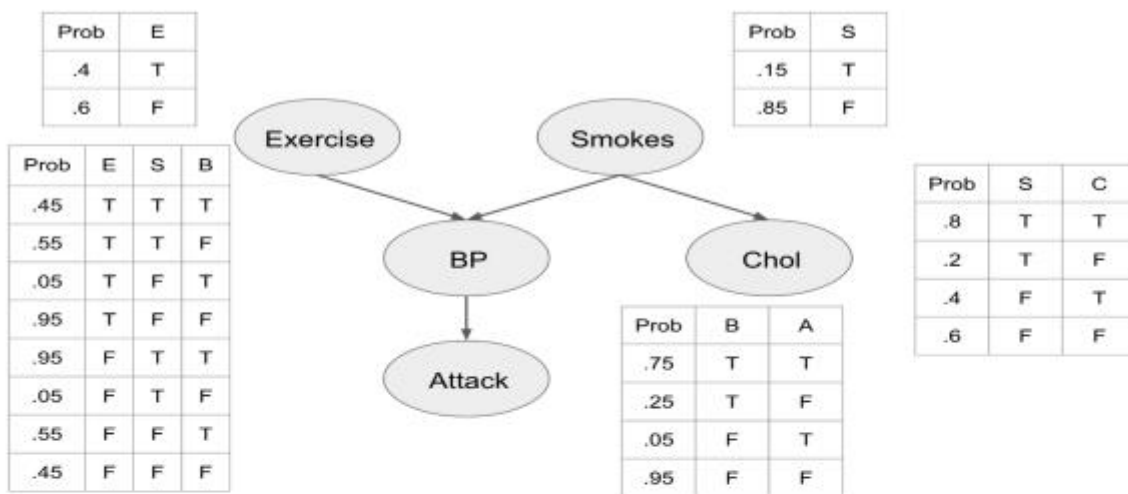 Prob E
.4 T
.6 F
Prob S
.15 T
.85 F
Exercise
Smokes
Prob E S B
.45 T T T
.55 T T F
.05 T F T
.95 T F F
.95 F T T
.05 F T F
.55 F F T
.45 F F F
BP
Chol
Attack
Prob S C
.8 T T
.2 T F
.4 F T
.6 F F
Prob B A
.75 T T
.25 T F
.05 F T
.95 F F